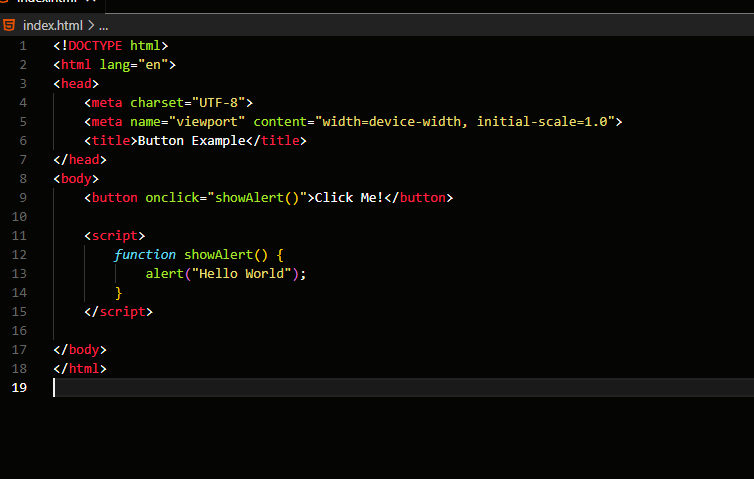 index.html > ...
1 <!DOCTYPE html>
2 <html lang="en">
3 <head>
4     <meta charset="UTF-8">
5     <meta name="viewport" content="width=device-width, initial-scale=1.0">
6     <title>Button Example</title>
7 </head>
8 <body>
9     <button onclick="showAlert()">Click Me!</button>
10
11     <script>
12         function showAlert() {
13             alert("Hello World");
14         }
15     </script>
16
17 </body>
18 </html>
19